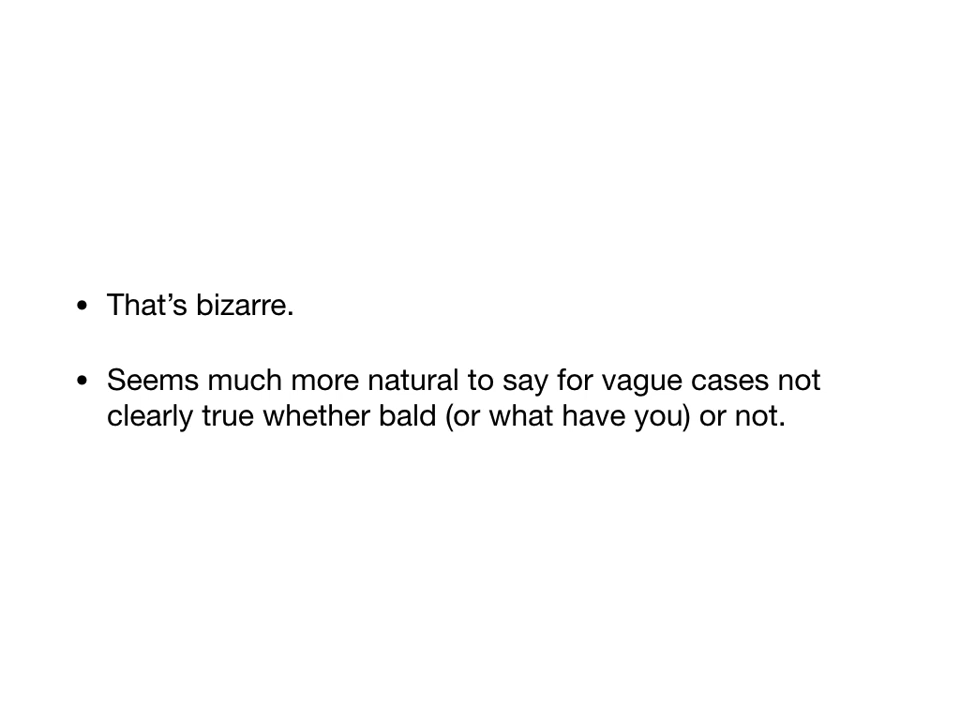 • That’s bizarre.
• Seems much more natural to say for vague cases not
clearly true whether bald (or what have you) or not.